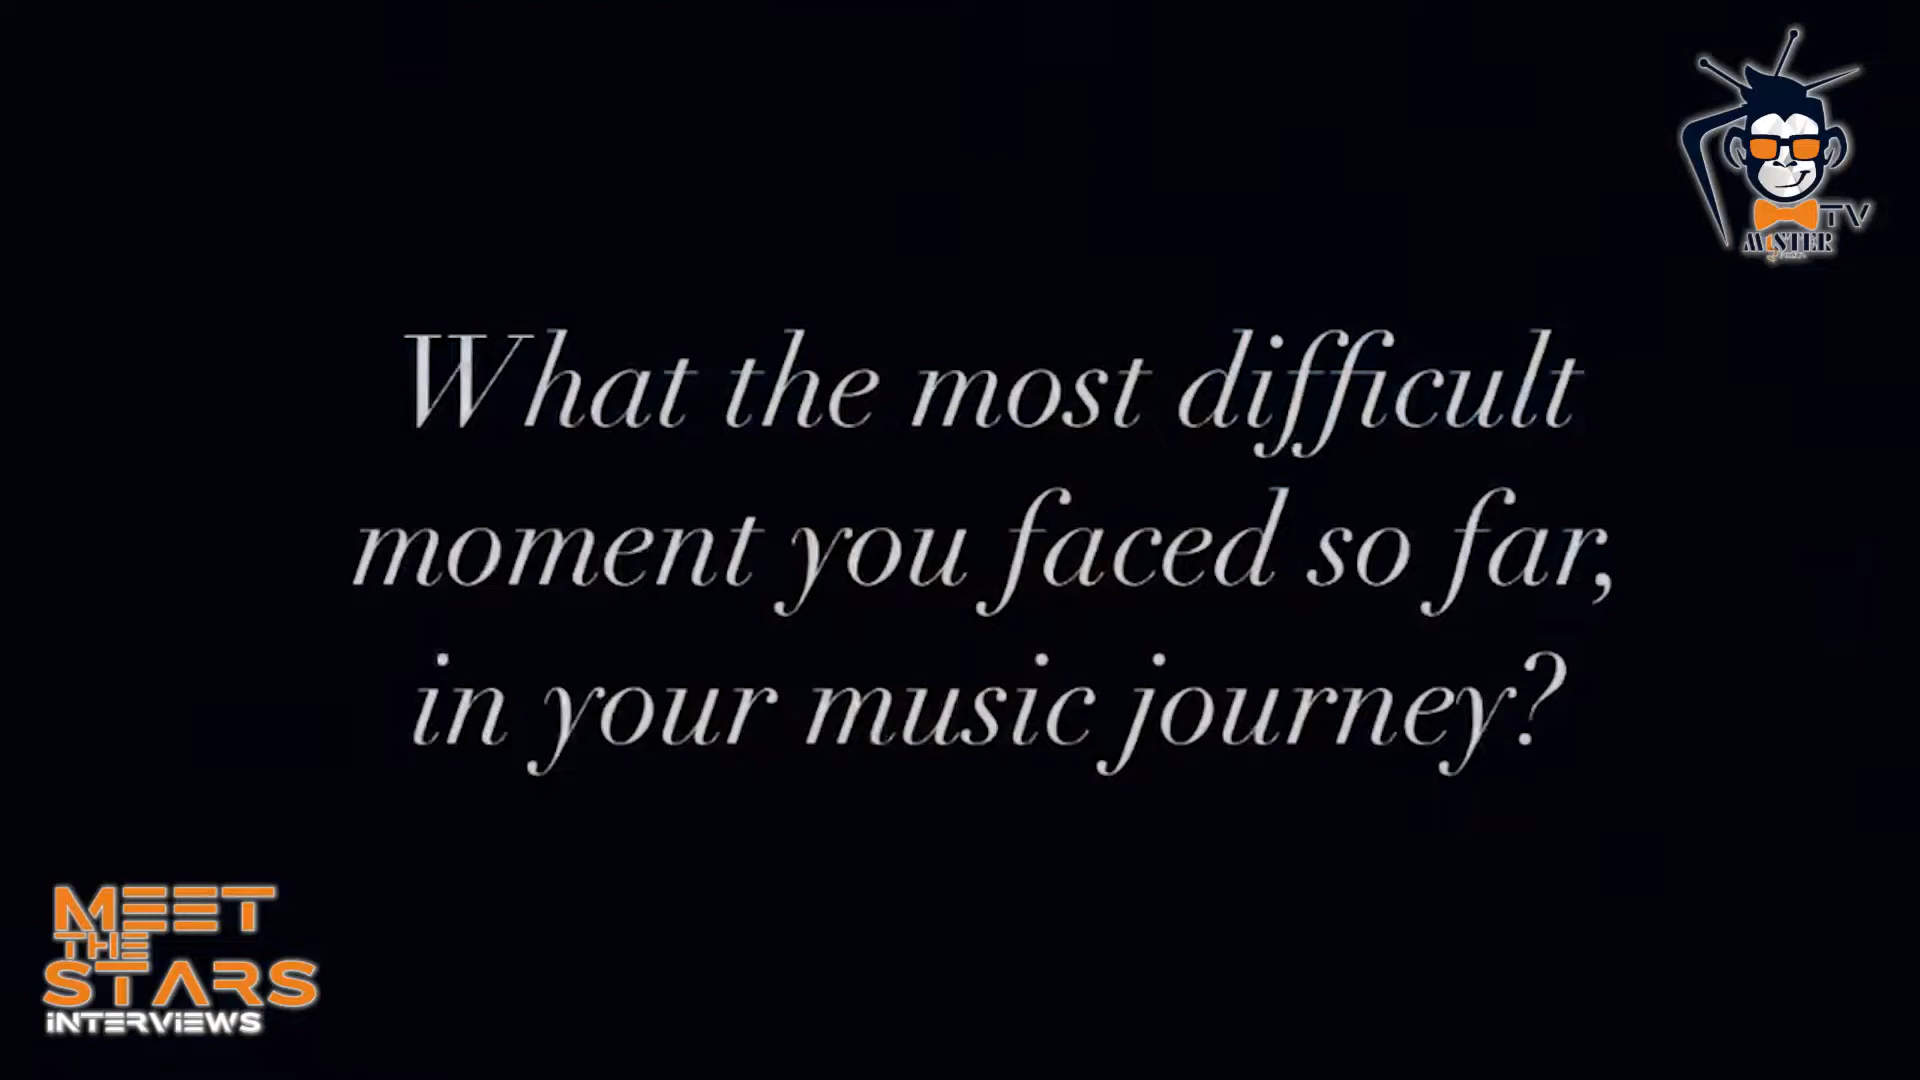 TV
MISTER
What the most difficult
moment you faced so far,
in your music journey?
MEET
THE
STARS
INTERVIEWS